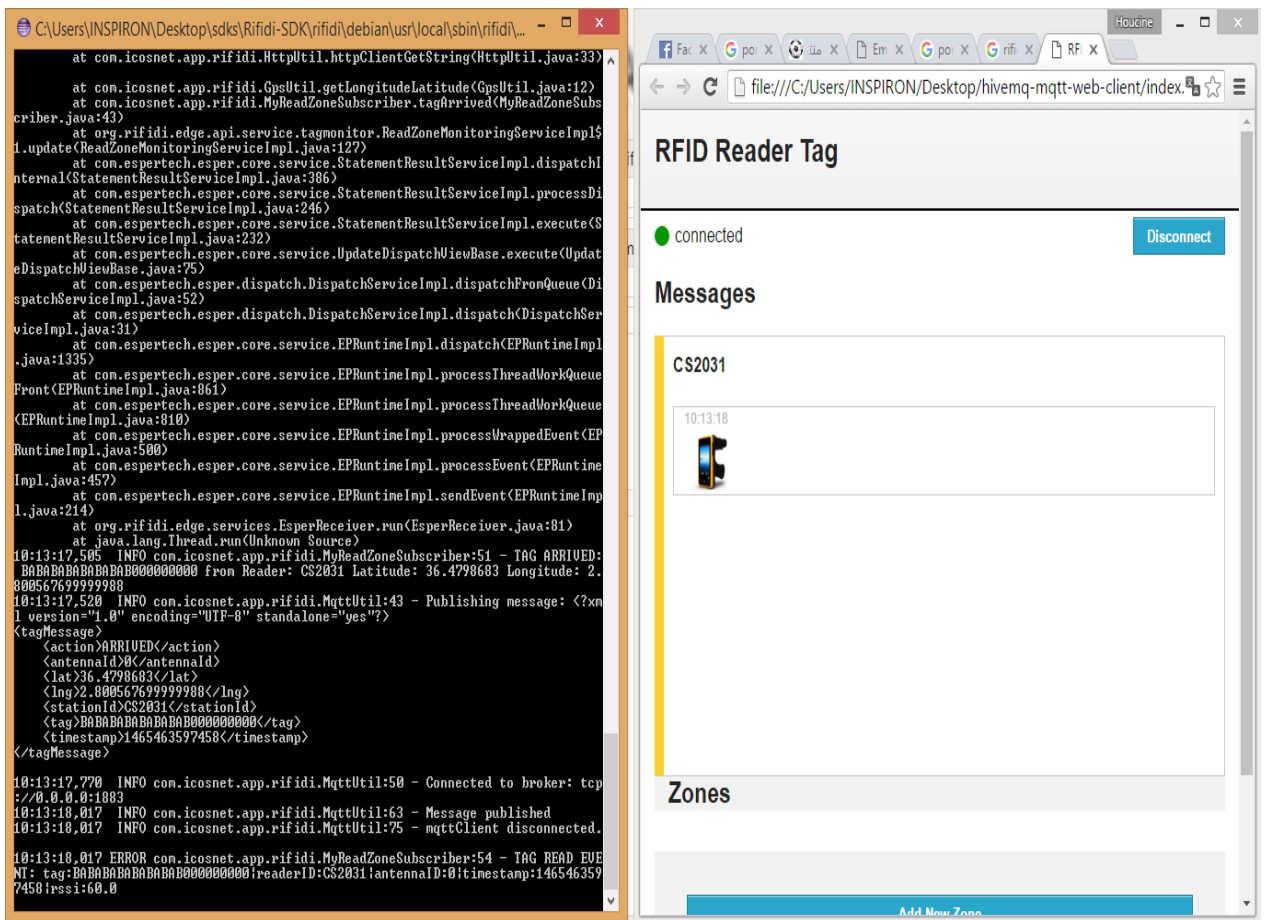 C:\Users\INSPIRON\Desktop\sdks\Rifidi-SDK\rifidi\debian\usr\local\sbin\rifidi\...
at com.icosnet.app.rifidi.HttpUtil.httpClientGetString(HttpUtil.java:33)
at com.icosnet.app.rifidi.GpsUtil.getLongitudeLatitude(GpsUtil.java:12)
at com.icosnet.app.rifidi.MyReadZoneSubscriber.tagArrived(MyReadZoneSubs
criber.java:43)
at org.rifidi.edge.api.service.tagmonitor.ReadZoneMonitoringServiceImpl$
1.update(ReadZoneMonitoringServiceImpl.java:127)
at com.espertech.esper.core.service.StatementResultServiceImpl.dispatchI
nternal(StatementResultServiceImpl.java:386)
at com.espertech.esper.core.service.StatementResultServiceImpl.processDi
spatch(StatementResultServiceImpl.java:246)
at com.espertech.esper.core.service.StatementResultServiceImpl.execute(S
tatementResultServiceImpl.java:232)
at com.espertech.esper.core.service.UpdateDispatchViewBase.execute(Updat
eDispatchViewBase.java:75)
at com.espertech.esper.dispatch.DispatchServiceImpl.dispatchFromQueue(Di
spatchServiceImpl.java:52)
at com.espertech.esper.dispatch.DispatchServiceImpl.dispatch(DispatchSer
viceImpl.java:31)
at com.espertech.esper.core.service.EPRuntimeImpl.dispatch(EPRuntimeImpl
.java:1335)
at com.espertech.esper.core.service.EPRuntimeImpl.processThreadWorkQueue
Front(EPRuntimeImpl.java:861)
at com.espertech.esper.core.service.EPRuntimeImpl.processThreadWorkQueue
(EPRuntimeImpl.java:810)
at com.espertech.esper.core.service.EPRuntimeImpl.processWrappedEvent(EP
RuntimeImpl.java:500)
at com.espertech.esper.core.service.EPRuntimeImpl.processEvent(EPRuntime
Impl.java:457)
at com.espertech.esper.core.service.EPRuntimeImpl.sendEvent(EPRuntimeImp
l.java:214)
at org.rifidi.edge.services.EsperReceiver.run(EsperReceiver.java:81)
at java.lang.Thread.run(Unknown Source)
10:13:17,505 INFO com.icosnet.app.rifidi.MyReadZoneSubscriber:51 - TAG ARRIVED:
BABABABABABABAB000000000 from Reader: CS2031 Latitude: 36.4798683 Longitude: 2.
800567699999988
10:13:17,520 INFO com.icosnet.app.rifidi.MqttUtil:43 - Publishing message: <?xm
l version="1.0" encoding="UTF-8" standalone="yes"?>
<tagMessage>
<action>ARRIVED</action>
<antennaId>0</antennaId>
<lat>36.4798683</lat>
<lng>2.800567699999988</lng>
<stationId>CS2031</stationId>
<tag>BABABABABABABAB000000000</tag>
<timestamp>1465463597458</timestamp>
</tagMessage>
10:13:17,770 INFO com.icosnet.app.rifidi.MqttUtil:50 - Connected to broker: tcp
://0.0.0.0:1883
10:13:18,017 INFO com.icosnet.app.rifidi.MqttUtil:63 - Message published
10:13:18,017 INFO com.icosnet.app.rifidi.MqttUtil:75 - mqttClient disconnected.
10:13:18,017 ERROR com.icosnet.app.rifidi.MyReadZoneSubscriber:54 - TAG READ EVE
NT: tag:BABABABABABABAB000000000|readerID:CS2031|antennaID:0|timestamp:146546359
7458|rssi:60.0
Houcine
Fac
por
منت
Em
por
rifi
RFI
file:///C:/Users/INSPIRON/Desktop/hivemq-mqtt-web-client/index.
RFID Reader Tag
connected
Disconnect
Messages
CS2031
10:13:18
Zones
Add New Zone